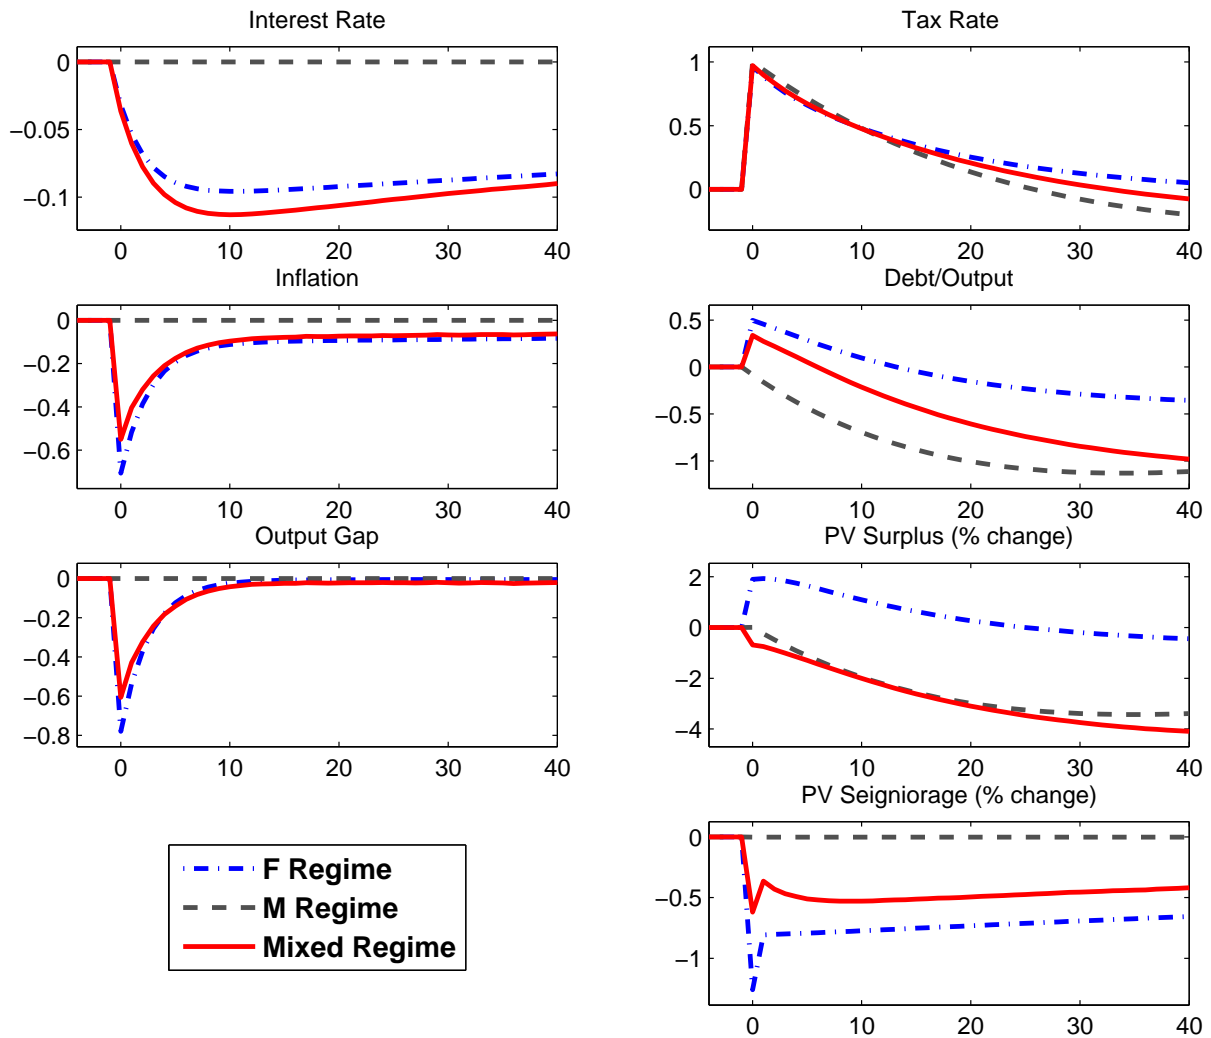 Interest Rate
0
−0.05
−0.1
0 10 20 30 40
Tax Rate
1
0.5
0
0 10 20 30 40
Inflation
0
−0.2
−0.4
−0.6
0 10 20 30 40
Debt/Output
0.5
0
−0.5
−1
0 10 20 30 40
Output Gap
0
−0.2
−0.4
−0.6
−0.8
0 10 20 30 40
PV Surplus (% change)
2
0
−2
−4
0 10 20 30 40
F Regime
M Regime
Mixed Regime
PV Seigniorage (% change)
0
−0.5
−1
0 10 20 30 40